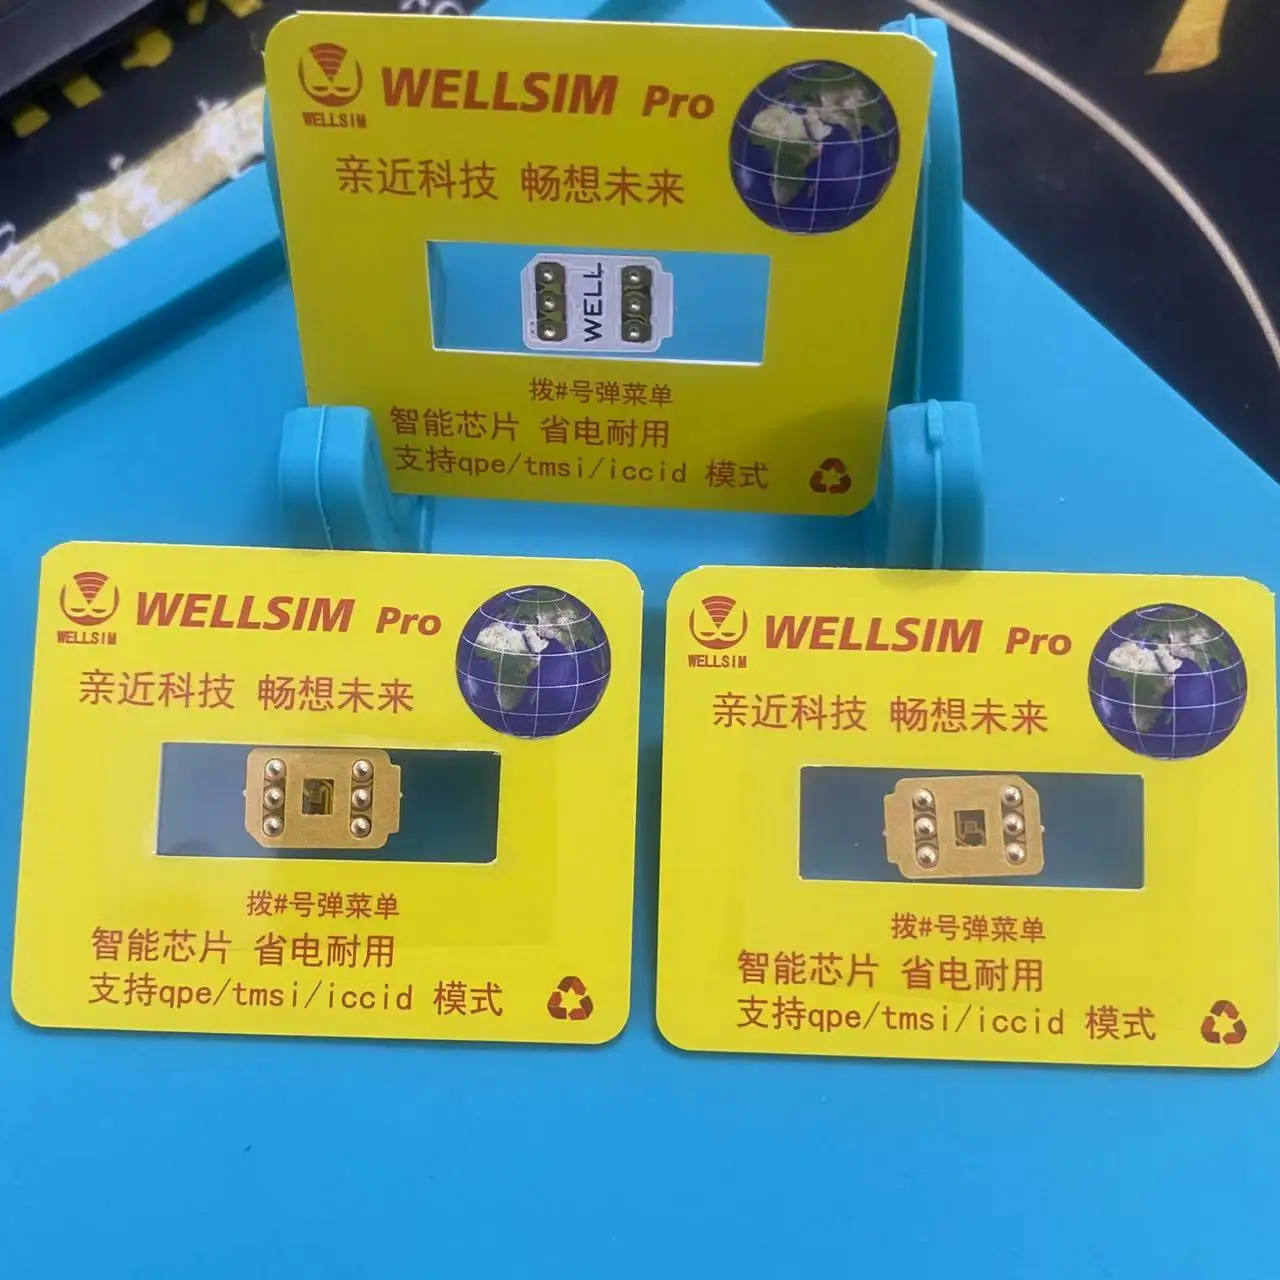 WELLSIM Pro
WELLSIM
亲近科技 畅想未来
WELL
拨#号弹菜单
智能芯片 省电耐用
支持qpe/tmsi/iccid 模式
WELLSIM Pro
WELLSIM
亲近科技 畅想未来
拨#号弹菜单
智能芯片 省电耐用
支持qpe/tmsi/iccid 模式
WELLSIM Pro
WELLSIM
亲近科技 畅想未来
拨#号弹菜单
智能芯片 省电耐用
支持qpe/tmsi/iccid 模式